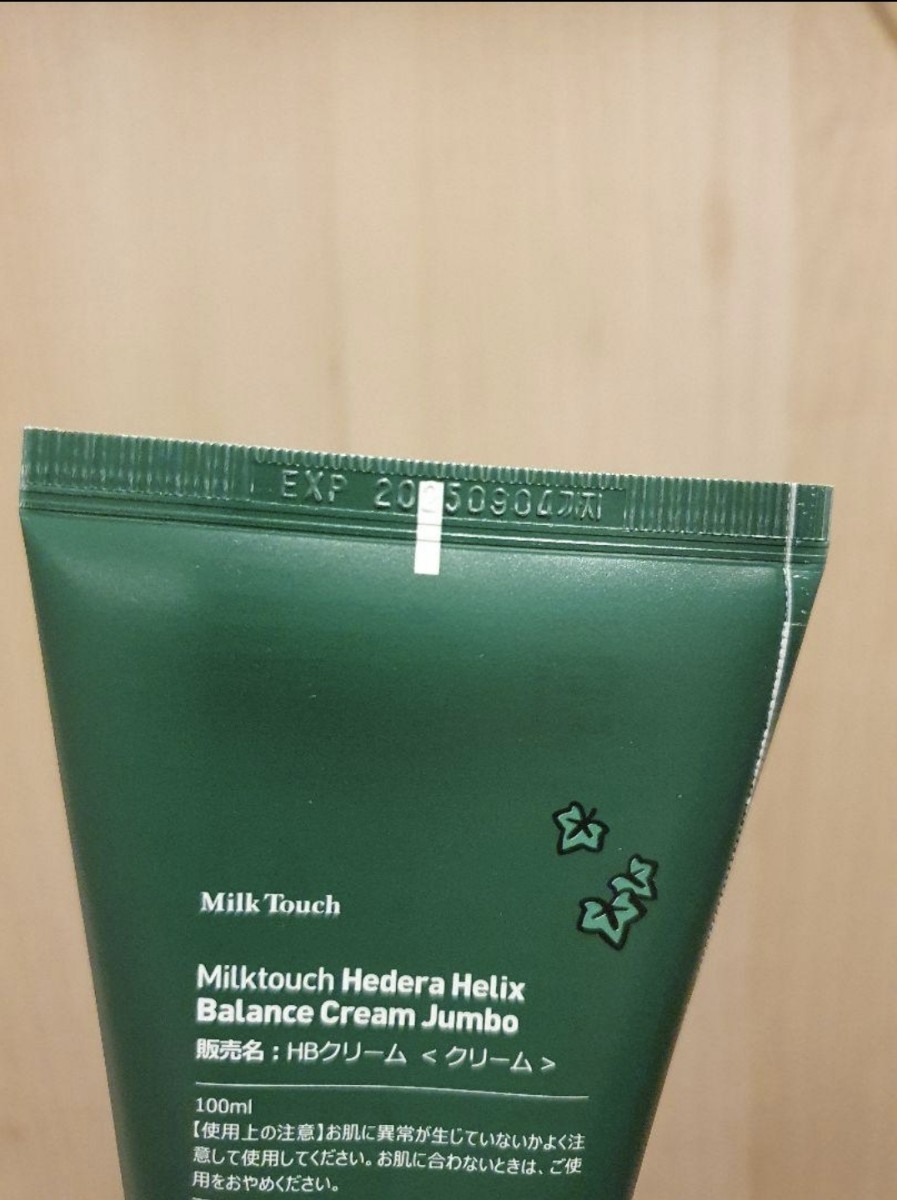 EXP 20250904까지
Milk Touch
Milktouch Hedera Helix
Balance Cream Jumbo
販売名：HBクリーム ＜クリーム＞
100ml
【使用上の注意】お肌に異常が生じていないかよく注
意して使用してください。お肌に合わないときは、ご使
用をおやめください。